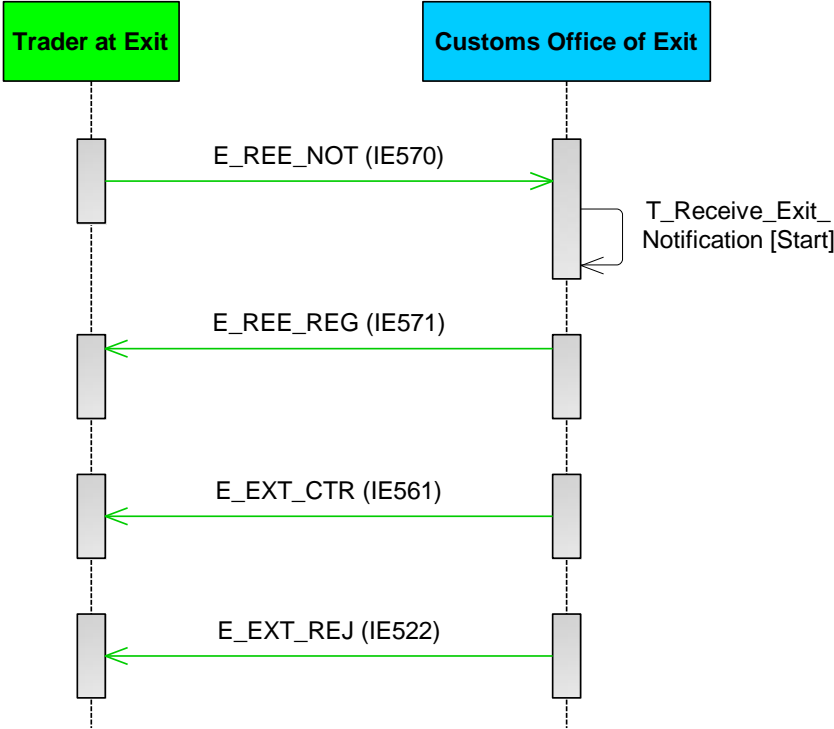 Trader at Exit
Customs Office of Exit
E_REE_NOT (IE570)
T_Receive_Exit_
Notification [Start]
E_REE_REG (IE571)
E_EXT_CTR (IE561)
E_EXT_REJ (IE522)